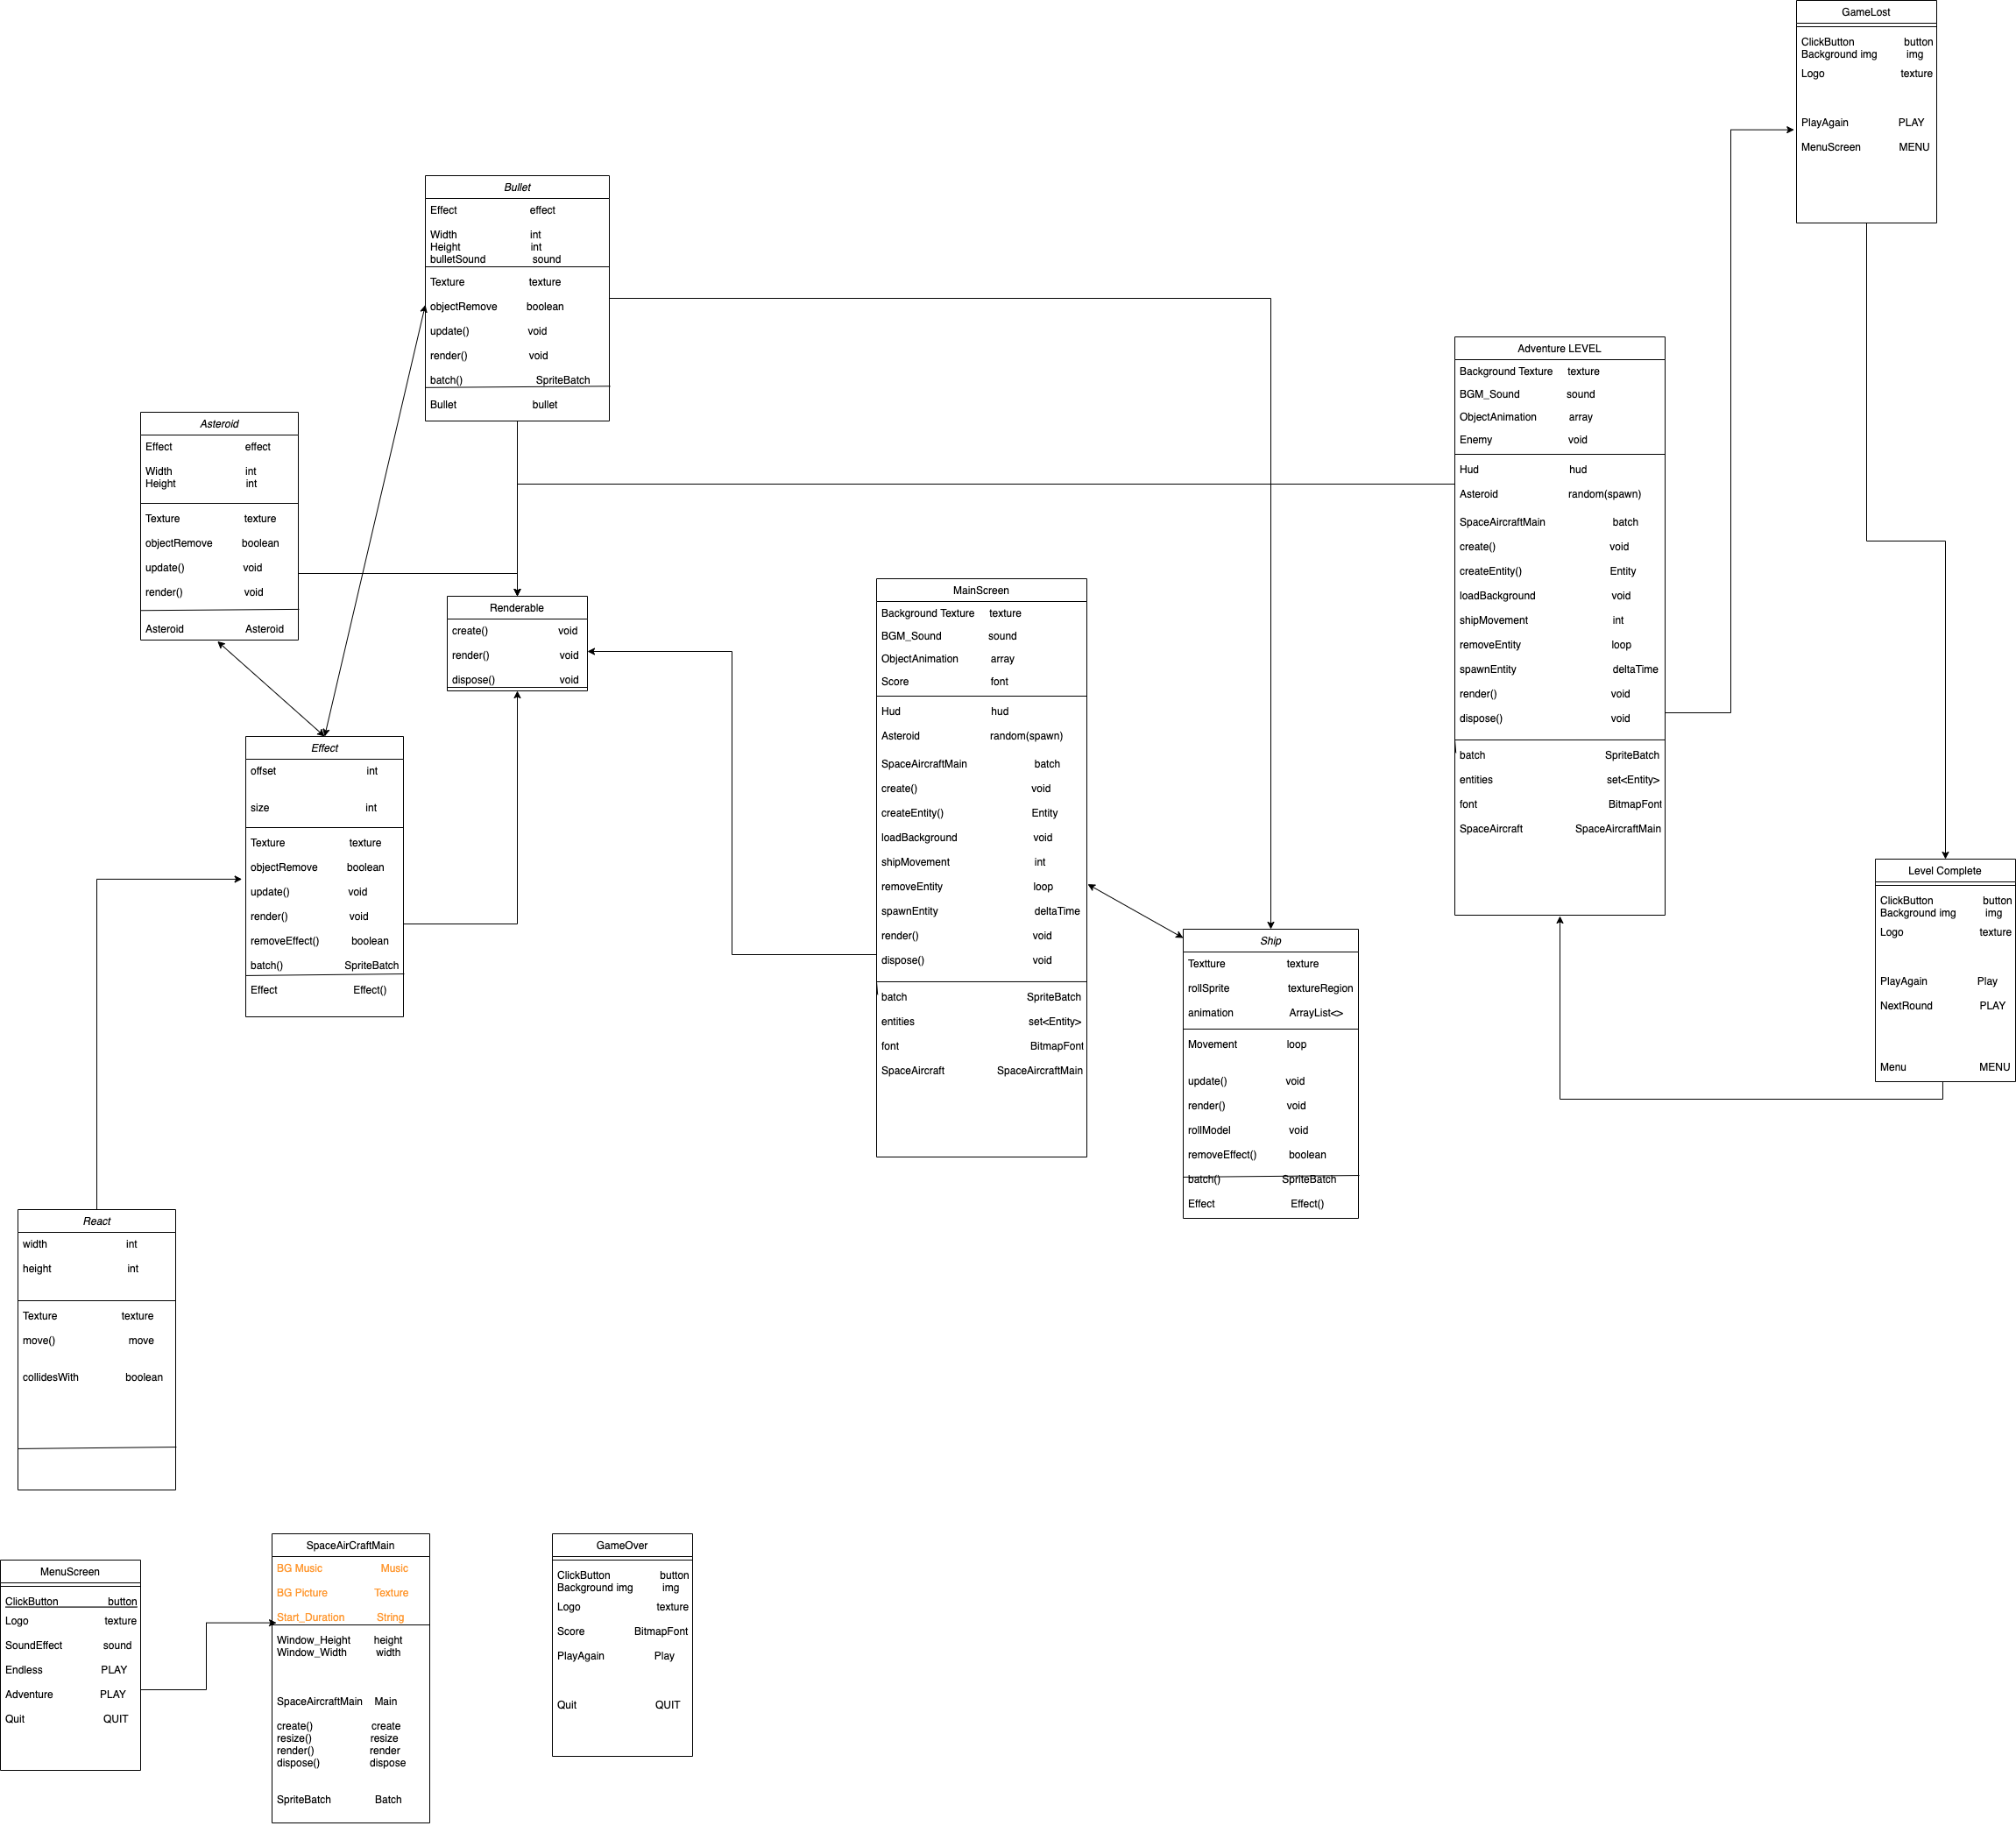 GameLost
ClickButton button
Background img img
Logo texture
PlayAgain PLAY
MenuScreen MENU
Bullet
Effect effect
Width int
Height int
bulletSound sound
Texture texture
objectRemove boolean
update() void
render() void
batch() SpriteBatch
Bullet bullet
Adventure LEVEL
Background Texture texture
BGM_Sound sound
ObjectAnimation array
Enemy void
Hud hud
Asteroid random(spawn)
SpaceAircraftMain batch
create() void
createEntity() Entity
loadBackground void
shipMovement int
removeEntity loop
spawnEntity deltaTime
render() void
dispose() void
batch SpriteBatch
entities set<Entity>
font BitmapFont
SpaceAircraft SpaceAircraftMain
Asteroid
Effect effect
Width int
Height int
Texture texture
objectRemove boolean
update() void
render() void
Asteroid Asteroid
Renderable
create() void
render() void
dispose() void
MainScreen
Background Texture texture
BGM_Sound sound
ObjectAnimation array
Score font
Hud hud
Asteroid random(spawn)
SpaceAircraftMain batch
create() void
createEntity() Entity
loadBackground void
shipMovement int
removeEntity loop
spawnEntity deltaTime
render() void
dispose() void
batch SpriteBatch
entities set<Entity>
font BitmapFont
SpaceAircraft SpaceAircraftMain
Effect
offset int
size int
Texture texture
objectRemove boolean
update() void
render() void
removeEffect() boolean
batch() SpriteBatch
Effect Effect()
Level Complete
ClickButton button
Background img img
Logo texture
PlayAgain Play
NextRound PLAY
Menu MENU
Ship
Textture texture
rollSprite textureRegion
animation ArrayList<>
Movement loop
update() void
render() void
rollModel void
removeEffect() boolean
batch() SpriteBatch
Effect Effect()
React
width int
height int
Texture texture
move() move
collidesWith boolean
MenuScreen
ClickButton button
Logo texture
SoundEffect sound
Endless PLAY
Adventure PLAY
Quit QUIT
SpaceAirCraftMain
BG Music Music
BG Picture Texture
Start_Duration String
Window_Height height
Window_Width width
SpaceAircraftMain Main
create() create
resize() resize
render() render
dispose() dispose
SpriteBatch Batch
GameOver
ClickButton button
Background img img
Logo texture
Score BitmapFont
PlayAgain Play
Quit QUIT